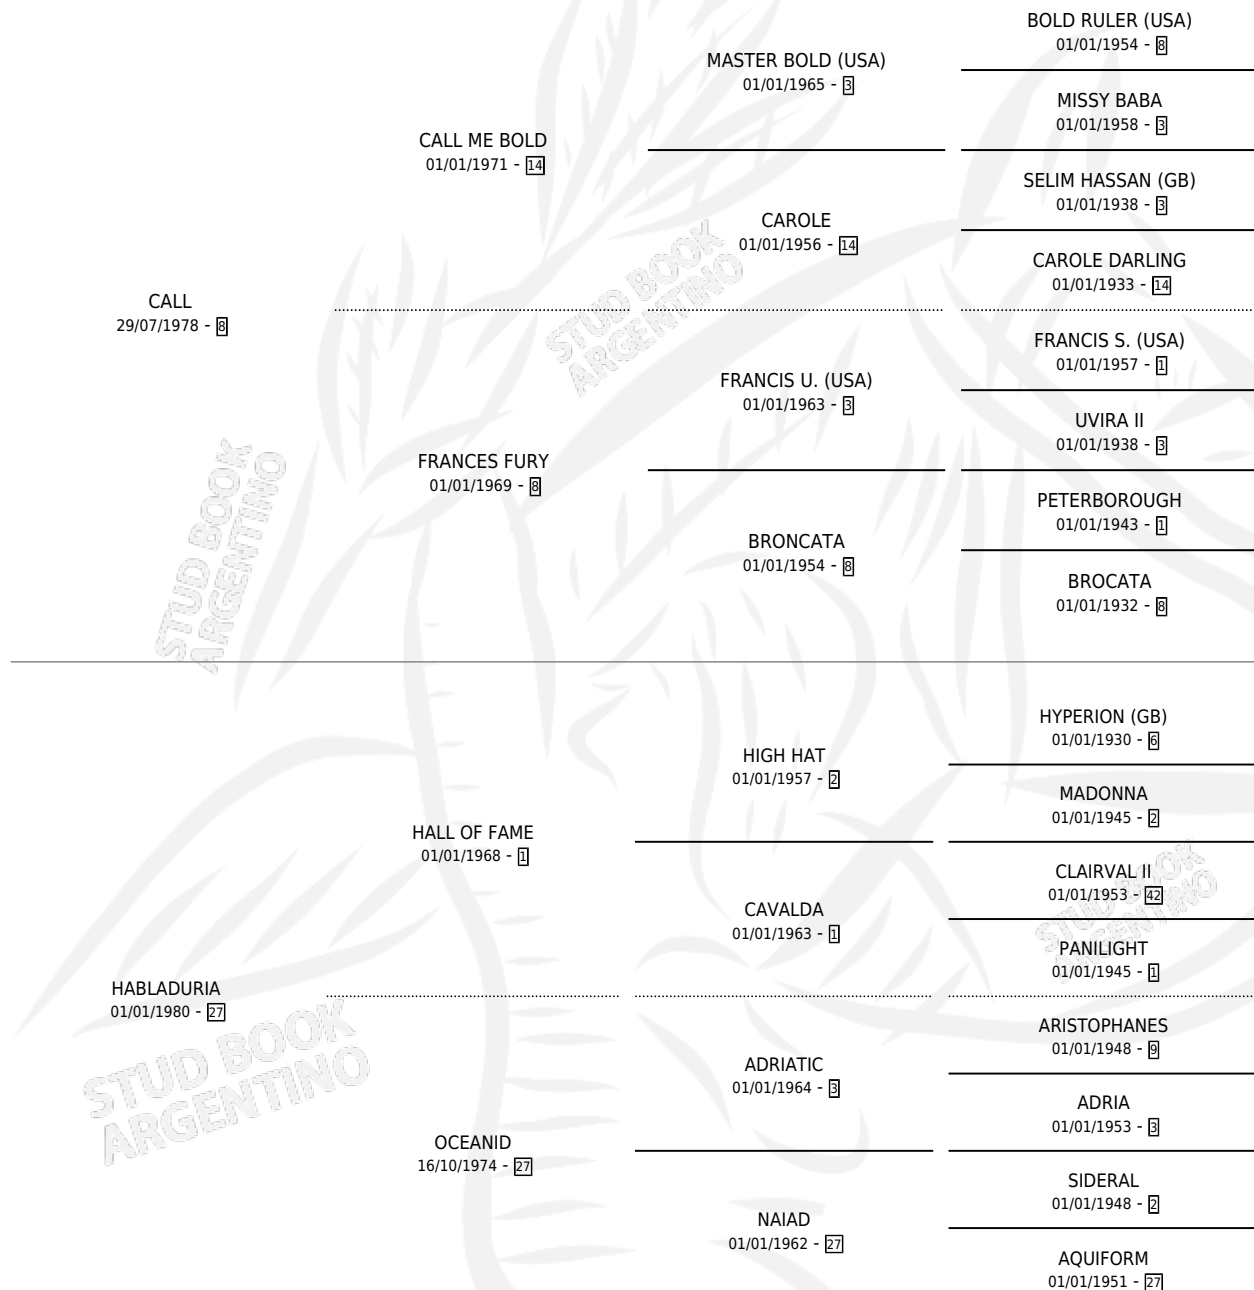 BOLD RULER (USA)
01/01/1954 - 8
MASTER BOLD (USA)
01/01/1965 - 3
MISSY BABA
01/01/1958 - 3
CALL ME BOLD
01/01/1971 - 14
SELIM HASSAN (GB)
01/01/1938 - 3
CAROLE
01/01/1956 - 14
CAROLE DARLING
01/01/1933 - 14
CALL
29/07/1978 - 8
STUD BOOK
ARGENTINO
FRANCIS S. (USA)
01/01/1957 - 1
FRANCIS U. (USA)
01/01/1963 - 3
UVIRA II
01/01/1938 - 3
FRANCES FURY
01/01/1969 - 8
PETERBOROUGH
01/01/1943 - 1
BRONCATA
01/01/1954 - 8
BROCATA
01/01/1932 - 8
STUD BOOK
ARGENTINO
HYPERION (GB)
01/01/1930 - 6
HIGH HAT
01/01/1957 - 2
MADONNA
01/01/1945 - 2
HALL OF FAME
01/01/1968 - 1
CLAIRVAL II
01/01/1953 - 42
CAVALDA
01/01/1963 - 1
STUD BOOK
ARGENTINO
PANILIGHT
01/01/1945 - 1
HABLADURIA
01/01/1980 - 27
ARISTOPHANES
01/01/1948 - 9
ADRIATIC
01/01/1964 - 3
STUD BOOK
ARGENTINO
ADRIA
01/01/1953 - 3
OCEANID
16/10/1974 - 27
SIDERAL
01/01/1948 - 2
NAIAD
01/01/1962 - 27
AQUIFORM
01/01/1951 - 27